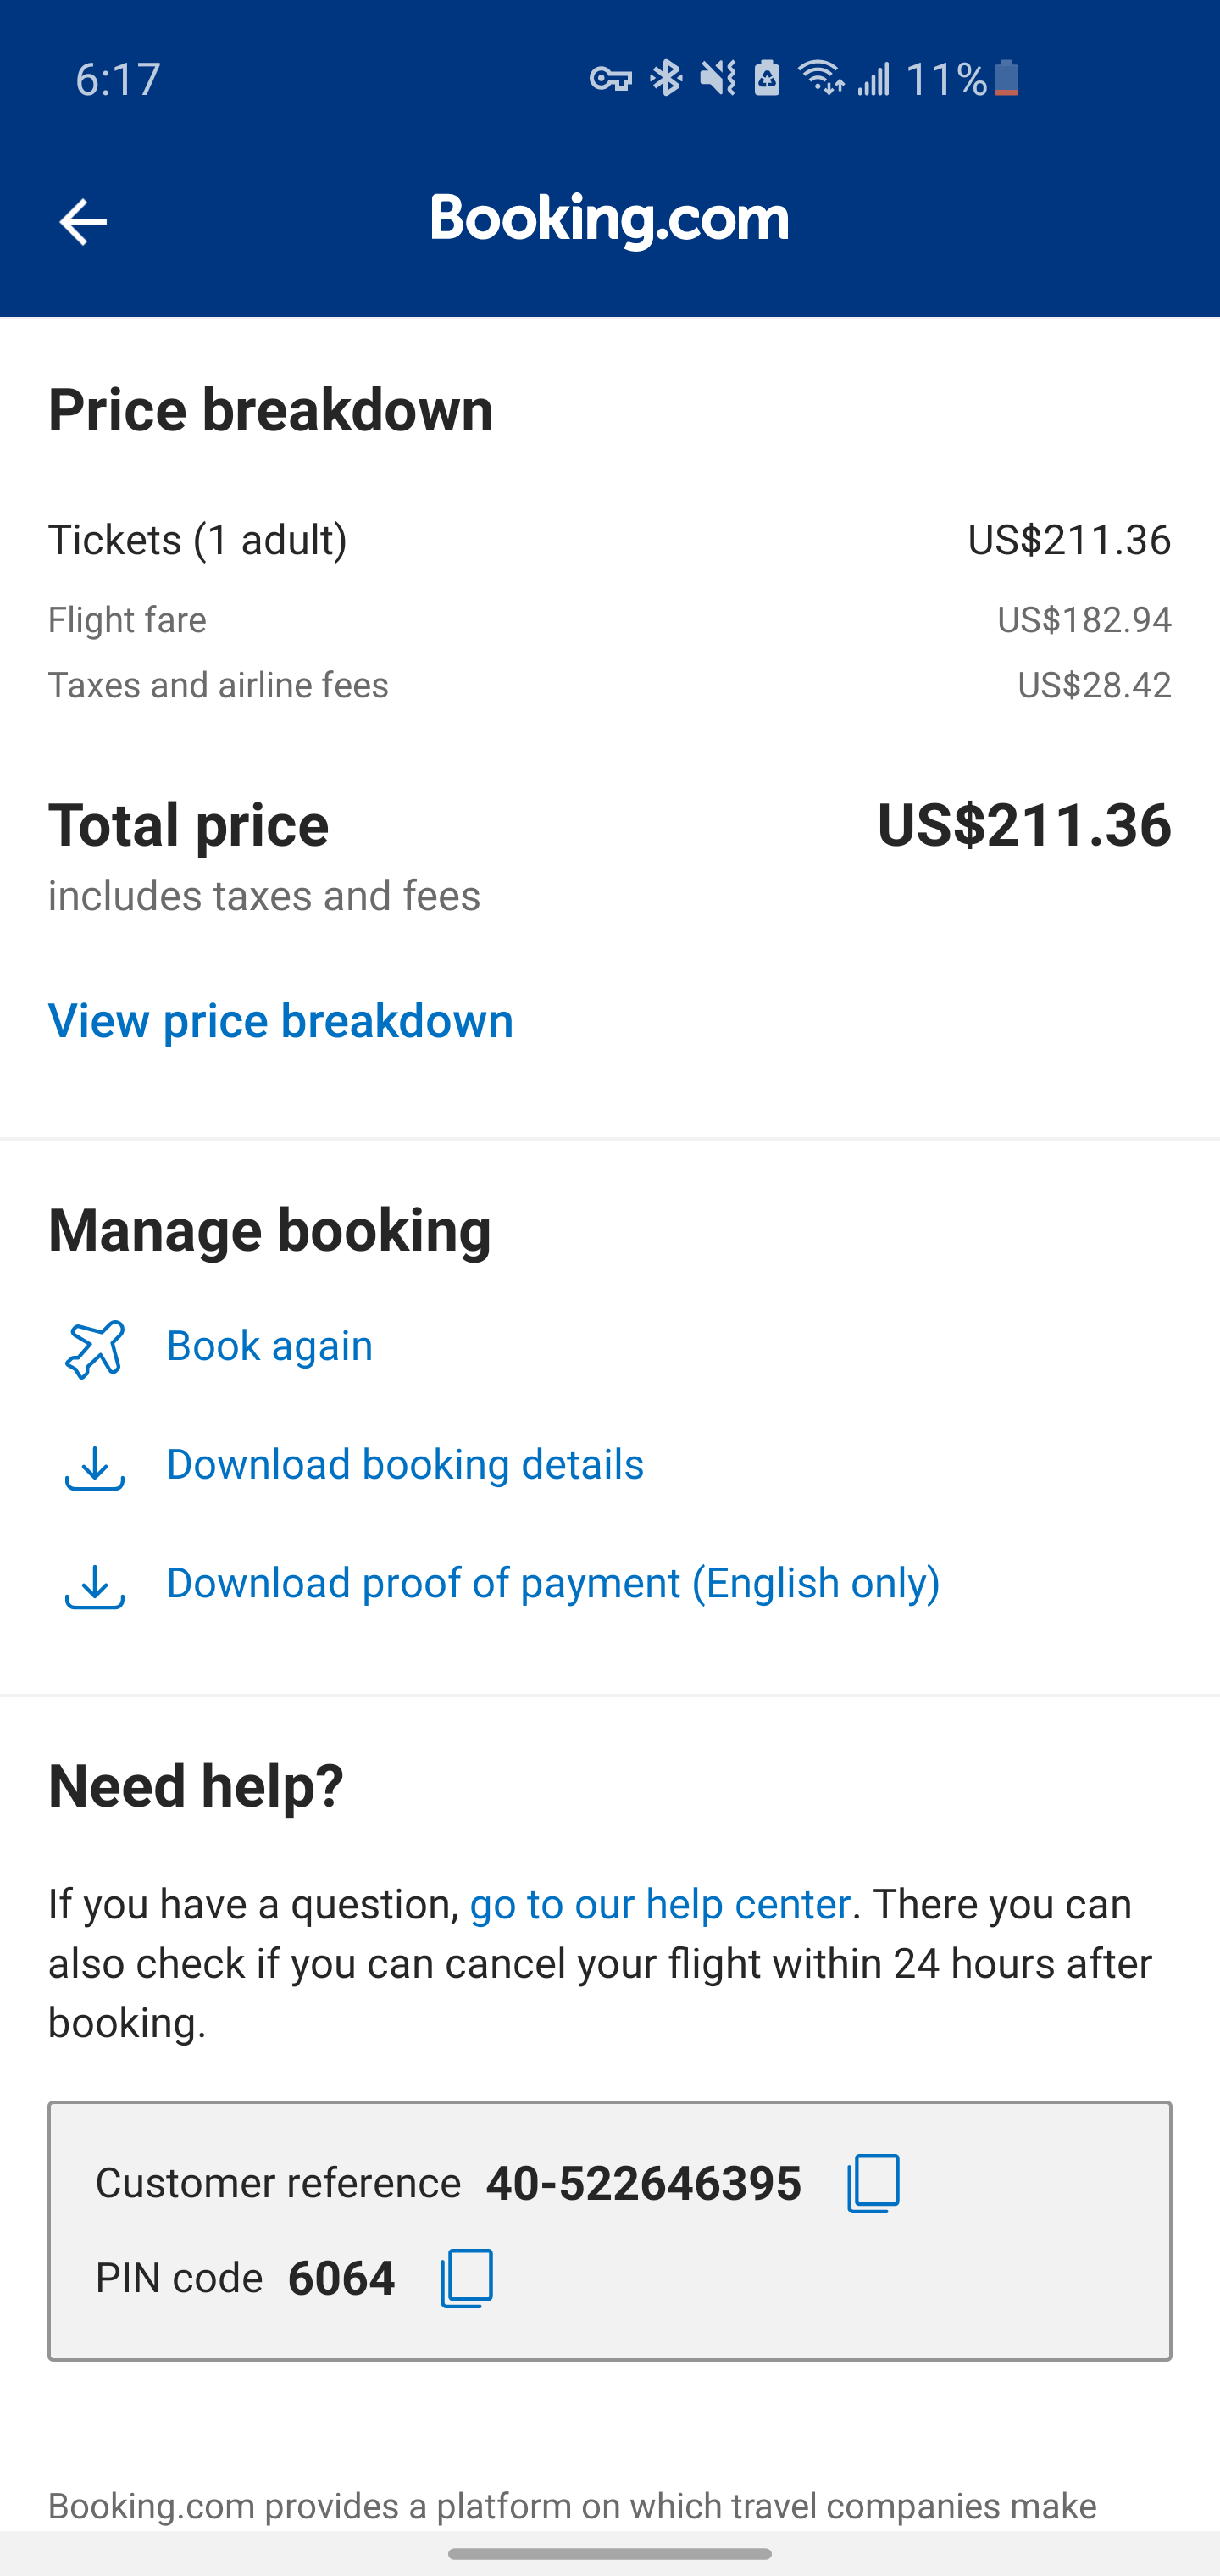 6:17
11%
Booking.com
Price breakdown
Tickets (1 adult) US$211.36
Flight fare US$182.94
Taxes and airline fees US$28.42
Total price US$211.36
includes taxes and fees
View price breakdown
Manage booking
Book again
Download booking details
Download proof of payment (English only)
Need help?
If you have a question, go to our help center. There you can
also check if you can cancel your flight within 24 hours after
booking.
Customer reference 40-522646395
PIN code 6064
Booking.com provides a platform on which travel companies make